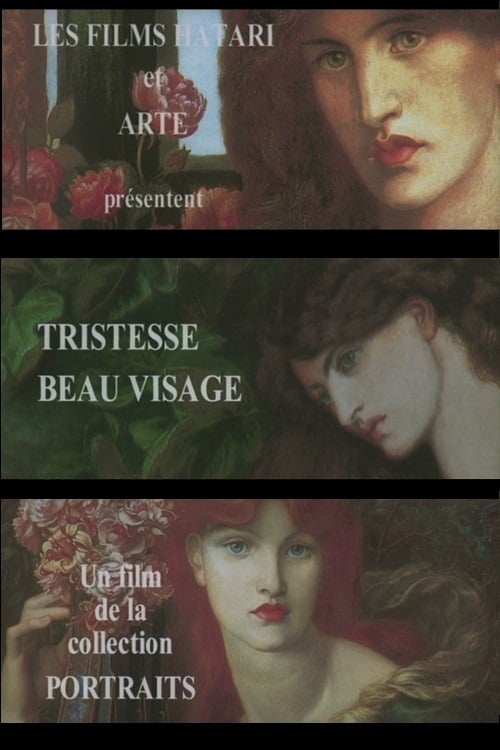 LES FILMS HATARI
et
ARTE
présentent
TRISTESSE
BEAU VISAGE
Un film
de la
collection
PORTRAITS